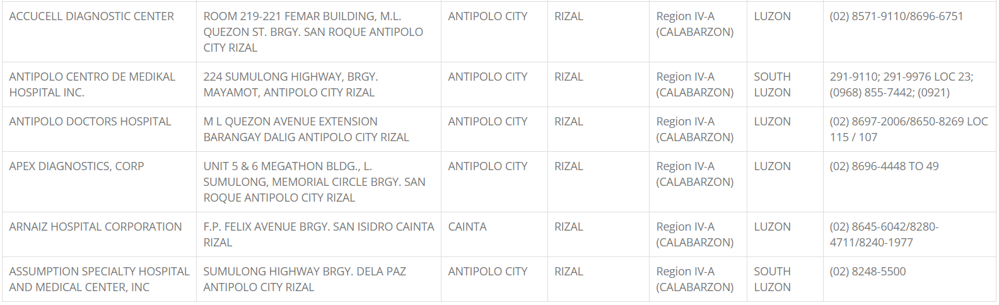 ACCUCELL DIAGNOSTIC CENTER
ROOM 219-221 FEMAR BUILDING, M.L.
QUEZON ST. BRGY. SAN ROQUE ANTIPOLO
CITY RIZAL
ANTIPOLO CITY
RIZAL
Region IV-A
(CALABARZON)
LUZON
(02) 8571-9110/8696-6751
ANTIPOLO CENTRO DE MEDIKAL
HOSPITAL INC.
224 SUMULONG HIGHWAY, BRGY.
MAYAMOT, ANTIPOLO CITY RIZAL
ANTIPOLO CITY
RIZAL
Region IV-A
(CALABARZON)
SOUTH
LUZON
291-9110; 291-9976 LOC 23;
(0968) 855-7442; (0921)
ANTIPOLO DOCTORS HOSPITAL
M L QUEZON AVENUE EXTENSION
BARANGAY DALIG ANTIPOLO CITY RIZAL
ANTIPOLO CITY
RIZAL
Region IV-A
(CALABARZON)
LUZON
(02) 8697-2006/8650-8269 LOC
115 / 107
APEX DIAGNOSTICS, CORP
UNIT 5 & 6 MEGATHON BLDG., L.
SUMULONG, MEMORIAL CIRCLE BRGY. SAN
ROQUE ANTIPOLO CITY RIZAL
ANTIPOLO CITY
RIZAL
Region IV-A
(CALABARZON)
LUZON
(02) 8696-4448 TO 49
ARNAIZ HOSPITAL CORPORATION
F.P. FELIX AVENUE BRGY. SAN ISIDRO CAINTA
RIZAL
CAINTA
RIZAL
Region IV-A
(CALABARZON)
LUZON
(02) 8645-6042/8280-
4711/8240-1977
ASSUMPTION SPECIALTY HOSPITAL
AND MEDICAL CENTER, INC
SUMULONG HIGHWAY BRGY. DELA PAZ
ANTIPOLO CITY RIZAL
ANTIPOLO CITY
RIZAL
Region IV-A
(CALABARZON)
SOUTH
LUZON
(02) 8248-5500